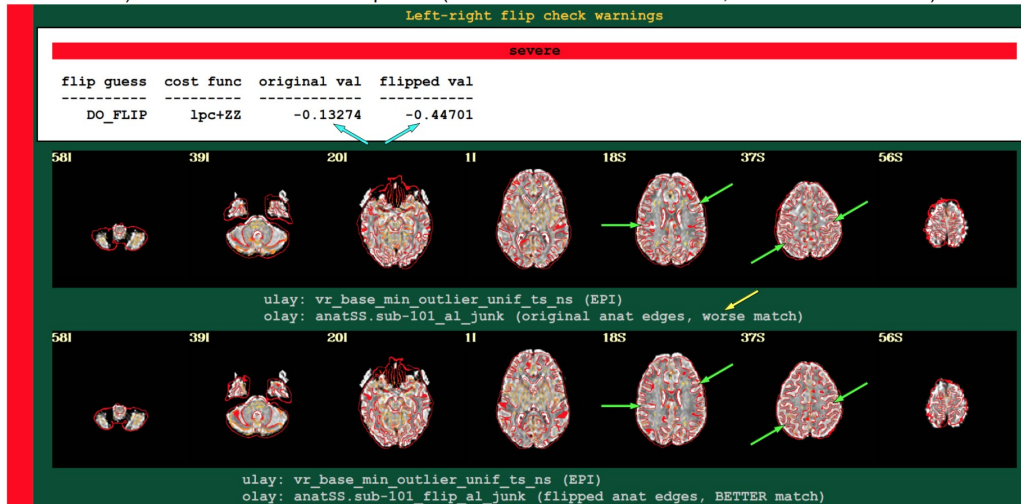 Left-right flip check warnings
severe
flip guess cost func original val flipped val
---------- --------- ------------ -----------
DO_FLIP lpc+ZZ -0.13274 -0.44701
58I 39I 20I 1I 18S 37S 56S
ulay: vr_base_min_outlier_unif_ts_ns (EPI)
olay: anatSS.sub-101_al_junk (original anat edges, worse match)
58I 39I 20I 1I 18S 37S 56S
ulay: vr_base_min_outlier_unif_ts_ns (EPI)
olay: anatSS.sub-101_flip_al_junk (flipped anat edges, BETTER match)